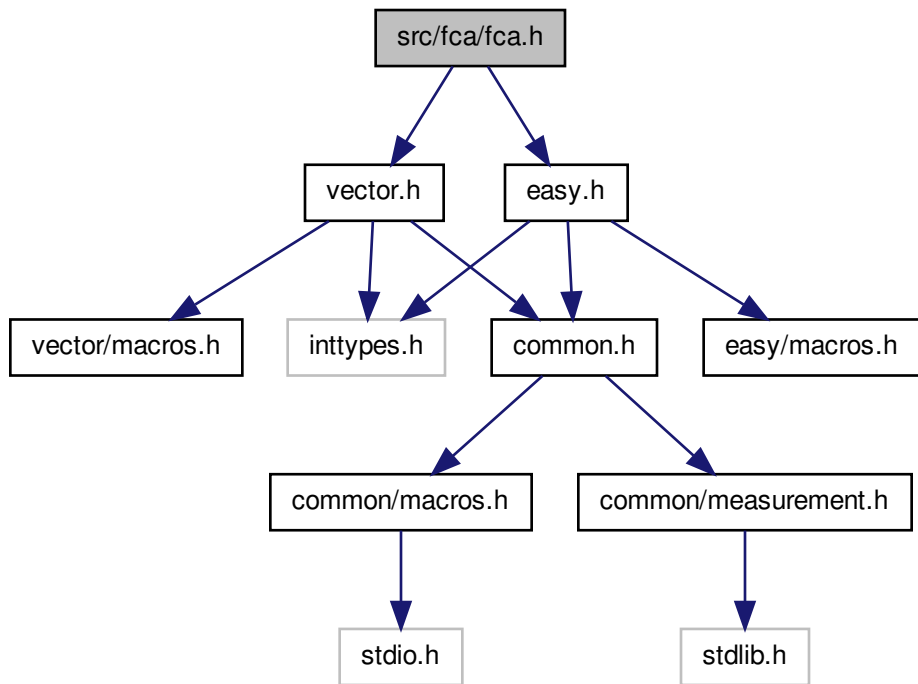 src/fca/fca.h
vector.h
easy.h
vector/macros.h
inttypes.h
common.h
easy/macros.h
common/macros.h
common/measurement.h
stdio.h
stdlib.h